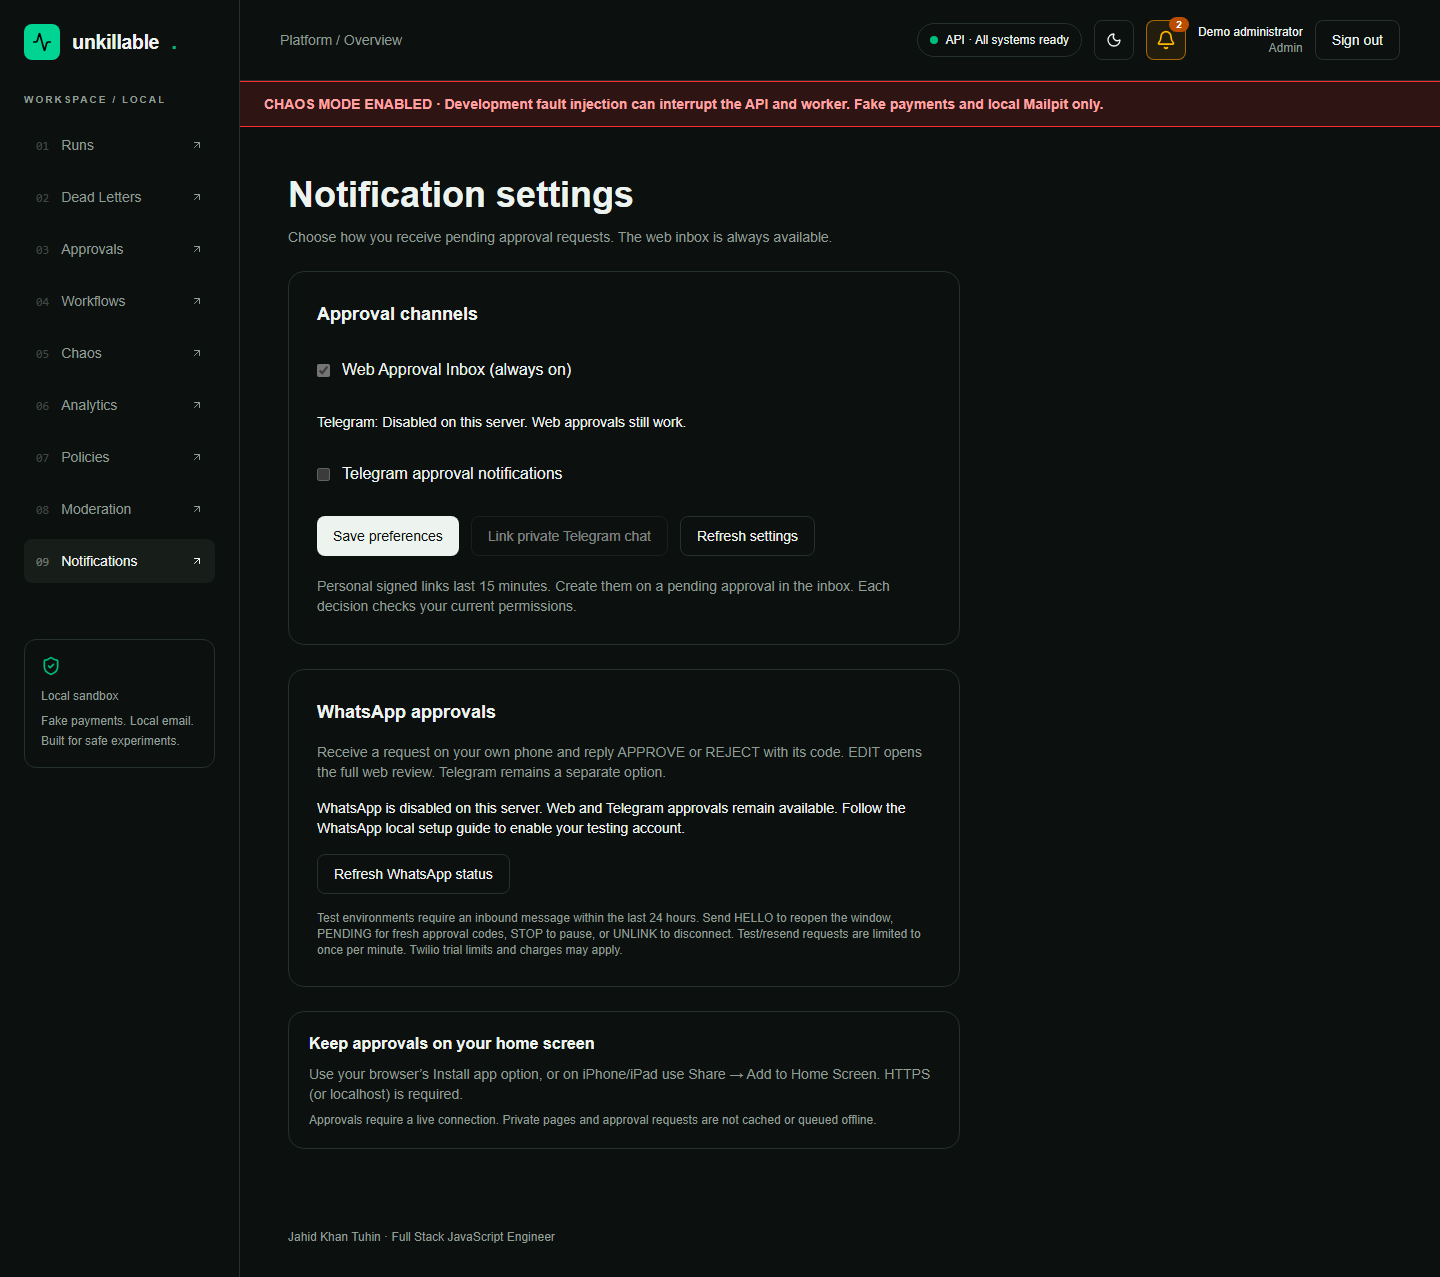 unkillable .
Platform / Overview
API · All systems ready
2
Demo administrator
Admin
Sign out
WORKSPACE / LOCAL
CHAOS MODE ENABLED · Development fault injection can interrupt the API and worker. Fake payments and local Mailpit only.
01 Runs
02 Dead Letters
03 Approvals
04 Workflows
05 Chaos
06 Analytics
07 Policies
08 Moderation
09 Notifications
Local sandbox
Fake payments. Local email.
Built for safe experiments.
Notification settings
Choose how you receive pending approval requests. The web inbox is always available.
Approval channels
Web Approval Inbox (always on)
Telegram: Disabled on this server. Web approvals still work.
Telegram approval notifications
Save preferences
Link private Telegram chat
Refresh settings
Personal signed links last 15 minutes. Create them on a pending approval in the inbox. Each
decision checks your current permissions.
WhatsApp approvals
Receive a request on your own phone and reply APPROVE or REJECT with its code. EDIT opens
the full web review. Telegram remains a separate option.
WhatsApp is disabled on this server. Web and Telegram approvals remain available. Follow the
WhatsApp local setup guide to enable your testing account.
Refresh WhatsApp status
Test environments require an inbound message within the last 24 hours. Send HELLO to reopen the window,
PENDING for fresh approval codes, STOP to pause, or UNLINK to disconnect. Test/resend requests are limited to
once per minute. Twilio trial limits and charges may apply.
Keep approvals on your home screen
Use your browser’s Install app option, or on iPhone/iPad use Share → Add to Home Screen. HTTPS
(or localhost) is required.
Approvals require a live connection. Private pages and approval requests are not cached or queued offline.
Jahid Khan Tuhin · Full Stack JavaScript Engineer